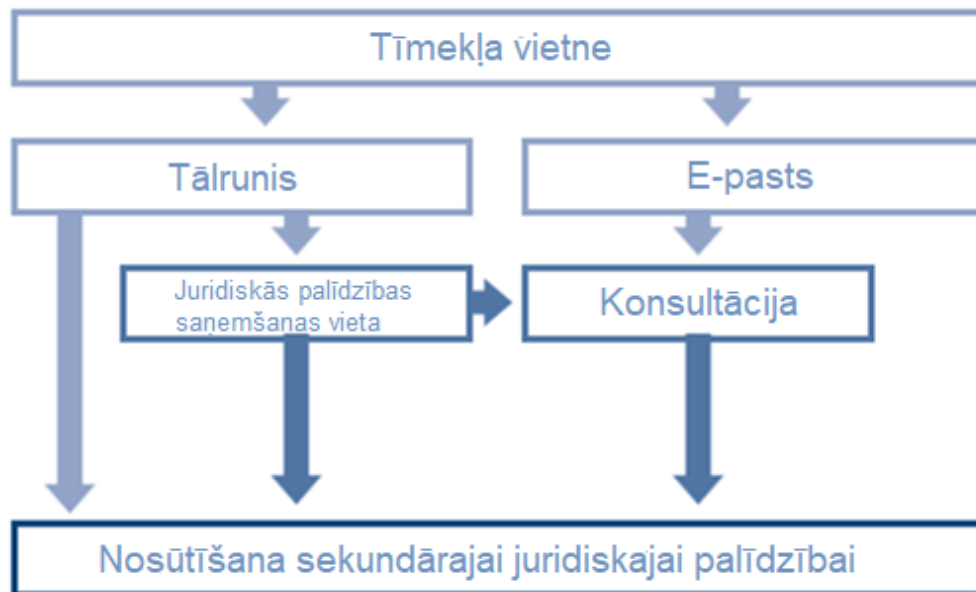 Tīmekļa vietne
Tālrunis
E-pasts
Juridiskās palīdzības
saņemšanas vieta
Konsultācija
Nosūtīšana sekundārajai juridiskajai palīdzībai